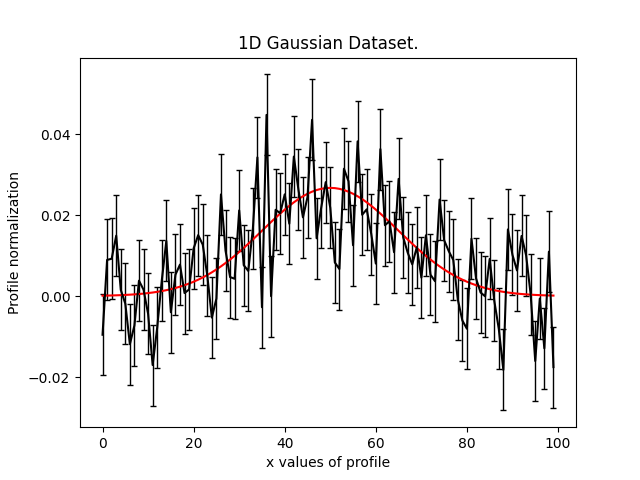 1D Gaussian Dataset.
Profile normalization
0.04
0.02
0.00
−0.02
0 20 40 60 80 100
x values of profile